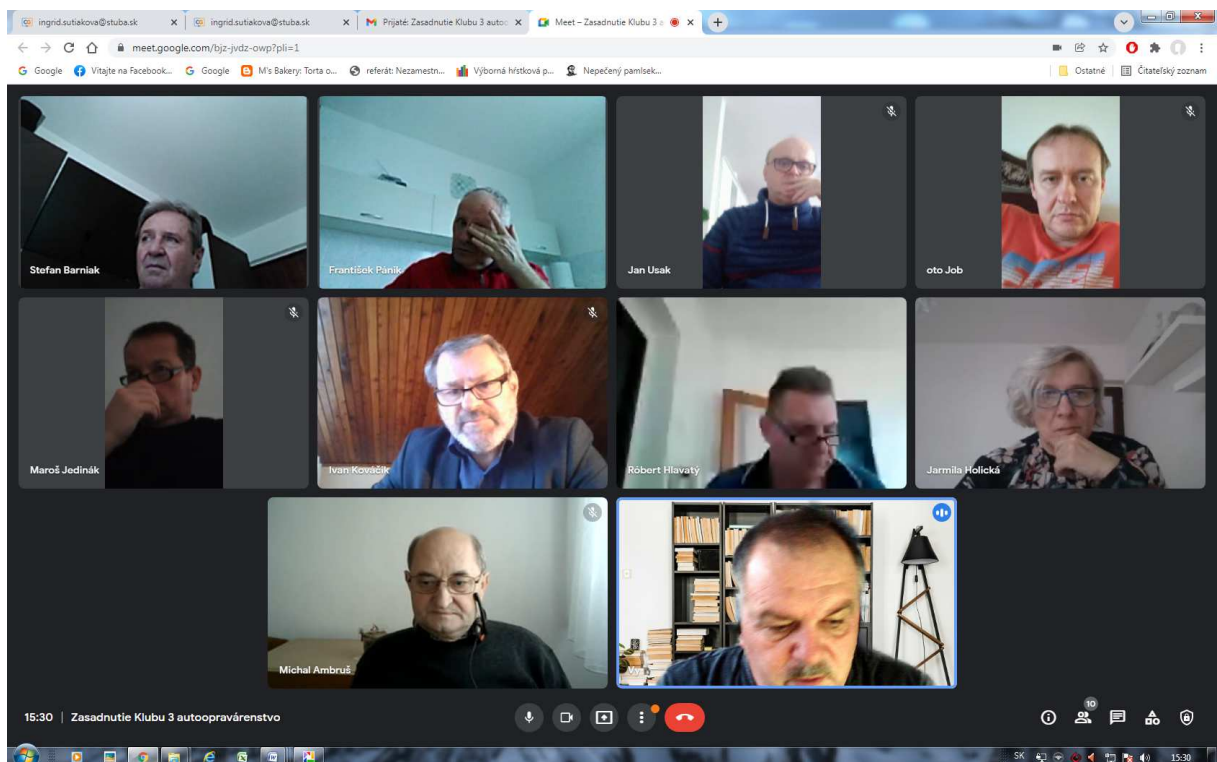 ingrid.sutiakova@stuba.sk
ingrid.sutiakova@stuba.sk
Prijaté: Zasadnutie Klubu 3 autoo
Meet – Zasadnutie Klubu 3 a
meet.google.com/bjz-jvdz-owp?pli=1
Google
Vitajte na Facebook...
Google
M's Bakery: Torta o...
referát: Nezamestn...
Výborná hŕstková p...
Nepečený pamlsek...
Ostatné
Čitateľský zoznam
Stefan Barniak
František Pánik
Jan Usak
oto Job
Maroš Jedinák
Ivan Kováčik
Róbert Hlavatý
Jarmila Holická
Michal Ambruš
Vy
15:30 | Zasadnutie Klubu 3 autoopravárenstvo
10
SK
15:30